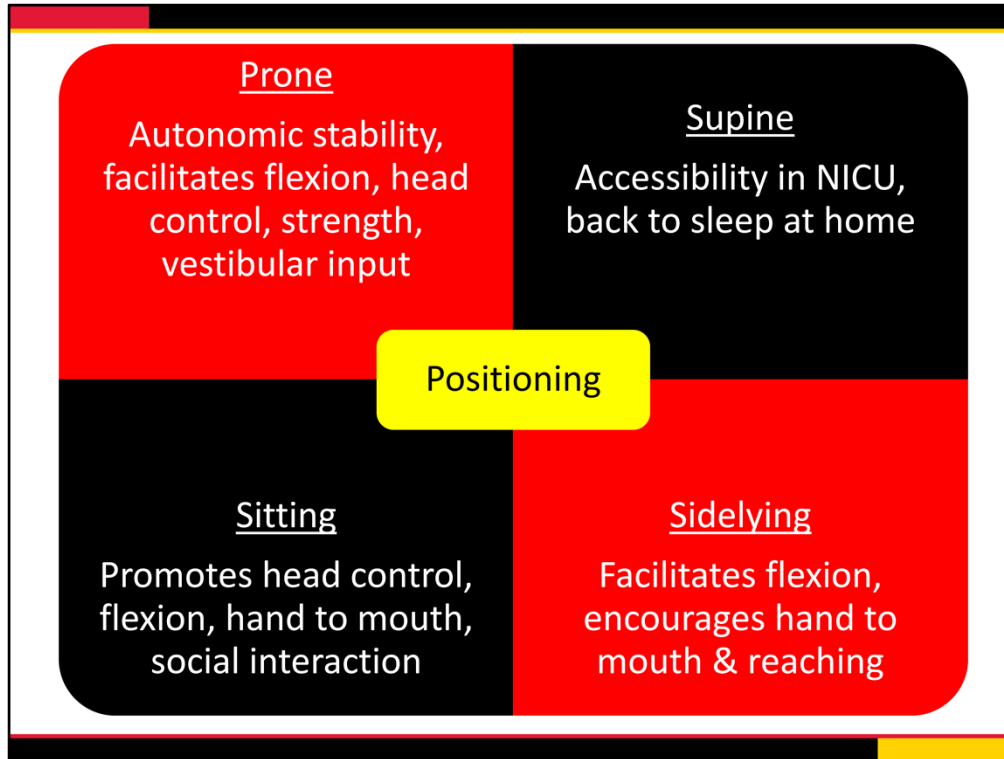 Prone
Autonomic stability,
facilitates flexion, head
control, strength,
vestibular input
Supine
Accessibility in NICU,
back to sleep at home
Positioning
Sitting
Promotes head control,
flexion, hand to mouth,
social interaction
Sidelying
Facilitates flexion,
encourages hand to
mouth & reaching